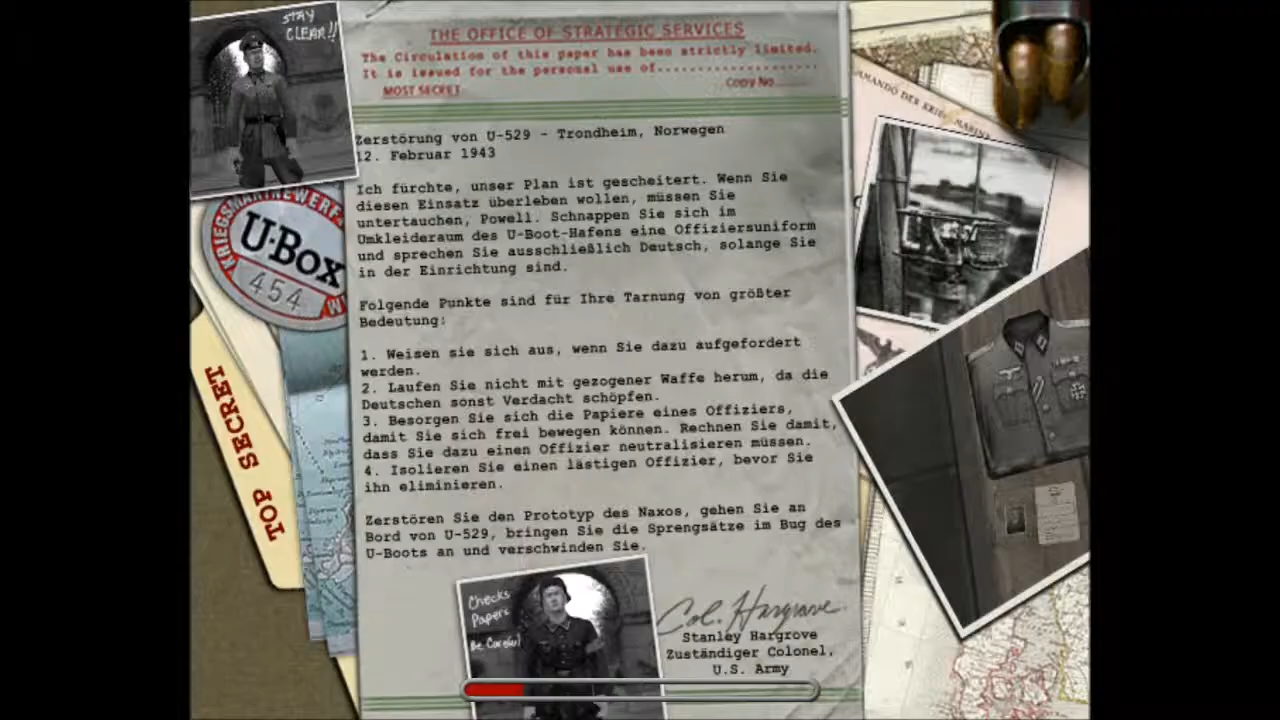 STAY
CLEAR!!
THE OFFICE OF STRATEGIC SERVICES
The Circulation of this paper has been strictly limited.
It is issued for the personal use of....................
MOST SECRET
Copy No.......
Zerstörung von U-529 - Trondheim, Norwegen
12. Februar 1943
Ich fürchte, unser Plan ist gescheitert. Wenn Sie
diesen Einsatz überleben wollen, müssen Sie
untertauchen, Powell. Schnappen Sie sich im
Umkleideraum des U-Boot-Hafens eine Offiziersuniform
und sprechen Sie ausschließlich Deutsch, solange Sie
in der Einrichtung sind.
Folgende Punkte sind für Ihre Tarnung von größter
Bedeutung:
1. Weisen sie sich aus, wenn Sie dazu aufgefordert
werden.
2. Laufen Sie nicht mit gezogener Waffe herum, da die
Deutschen sonst Verdacht schöpfen.
3. Besorgen Sie sich die Papiere eines Offiziers,
damit Sie sich frei bewegen können. Rechnen Sie damit,
dass Sie dazu einen Offizier neutralisieren müssen.
4. Isolieren Sie einen lästigen Offizier, bevor Sie
ihn eliminieren.
Zerstören Sie den Prototyp des Naxos, gehen Sie an
Bord von U-529, bringen Sie die Sprengsätze im Bug des
U-Boots an und verschwinden Sie.
Col. Hargrave
Stanley Hargrove
Zuständiger Colonel,
U.S. Army
Checks
Papers
Be Careful
KRIEGSMARINEWERF
U-Box
454
TOP SECRET
MANDO DER KRIE MARIN